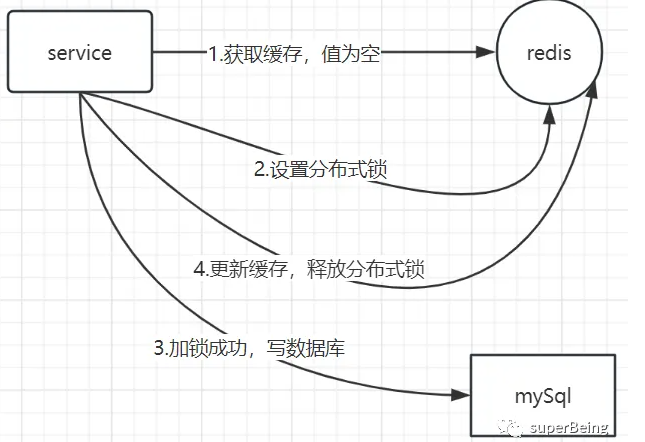 service
1.获取缓存，值为空
redis
2.设置分布式锁
4.更新缓存，释放分布式锁
3.加锁成功，写数据库
mySql
superBeing